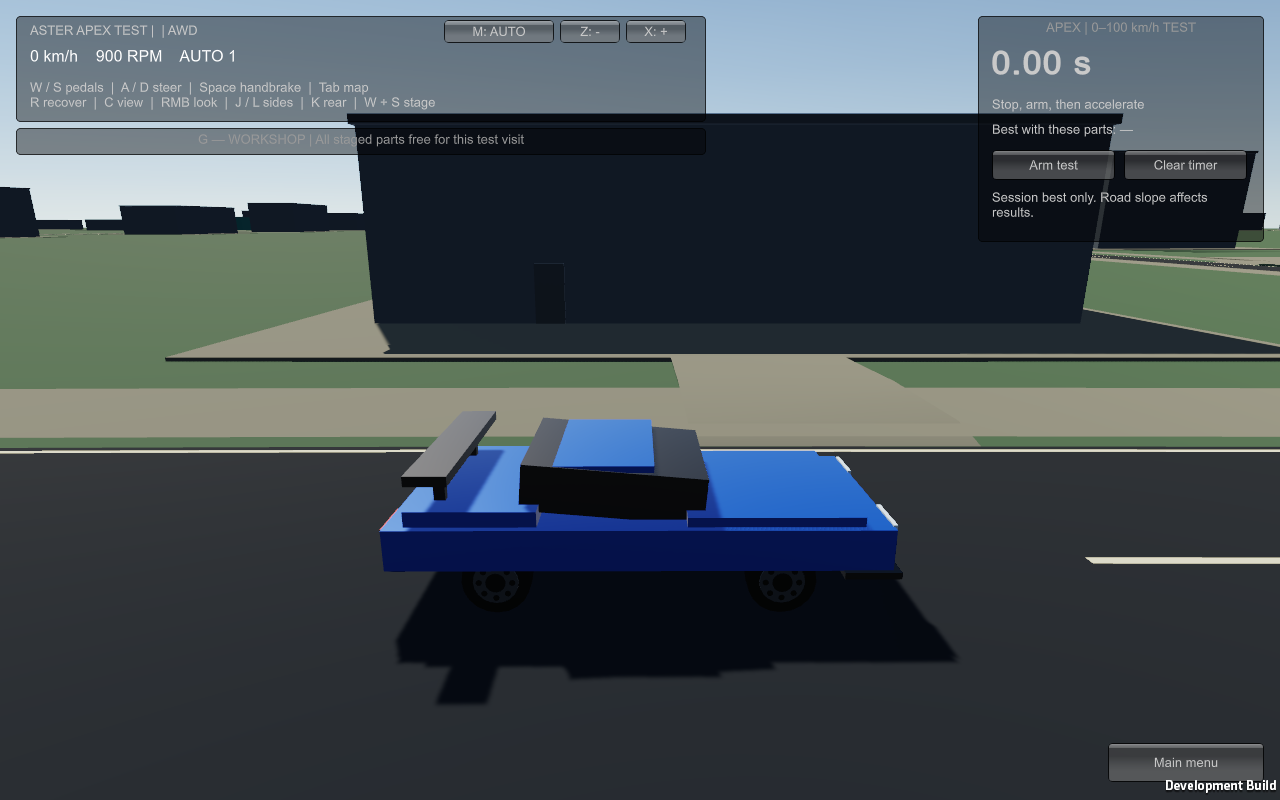 ASTER APEX TEST | | AWD
M: AUTO
Z: -
X: +
0 km/h 900 RPM AUTO 1
W / S pedals | A / D steer | Space handbrake | Tab map
R recover | C view | RMB look | J / L sides | K rear | W + S stage
G — WORKSHOP | All staged parts free for this test visit
APEX | 0–100 km/h TEST
0.00 s
Stop, arm, then accelerate
Best with these parts: —
Arm test
Clear timer
Session best only. Road slope affects
results.
Main menu
Development Build